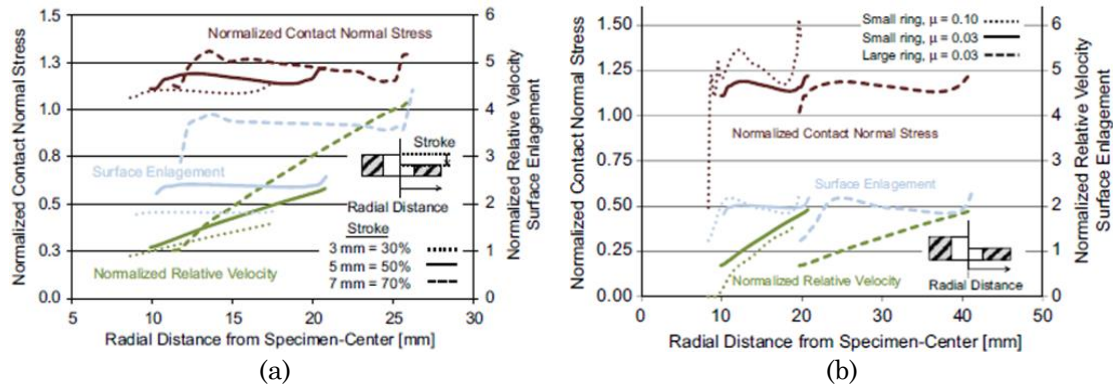 1.5
1.3
1.0
0.8
0.5
0.3
0.0
Normalized Contact Normal Stress
6
5
4
3
2
1
0
Normalized Relative Velocity
Surface Enlagement
Normalized Contact Normal Stress
Surface Enlagement
Stroke
Radial Distance
Stroke
3 mm = 30%
5 mm = 50%
7 mm = 70%
Normalized Relative Velocity
5 10 15 20 25 30
Radial Distance from Specimen-Center [mm]
(a)
1.50
1.25
1.00
0.75
0.50
0.25
0.00
Normalized Contact Normal Stress
6
5
4
3
2
1
0
Normalized Relative Velocity
Surface Enlagement
Small ring, μ = 0.10
Small ring, μ = 0.03
Large ring, μ = 0.03
Normalized Contact Normal Stress
Surface Enlagement
Normalized Relative Velocity
Radial Distance
0 10 20 30 40 50
Radial Distance from Specimen-Center [mm]
(b)